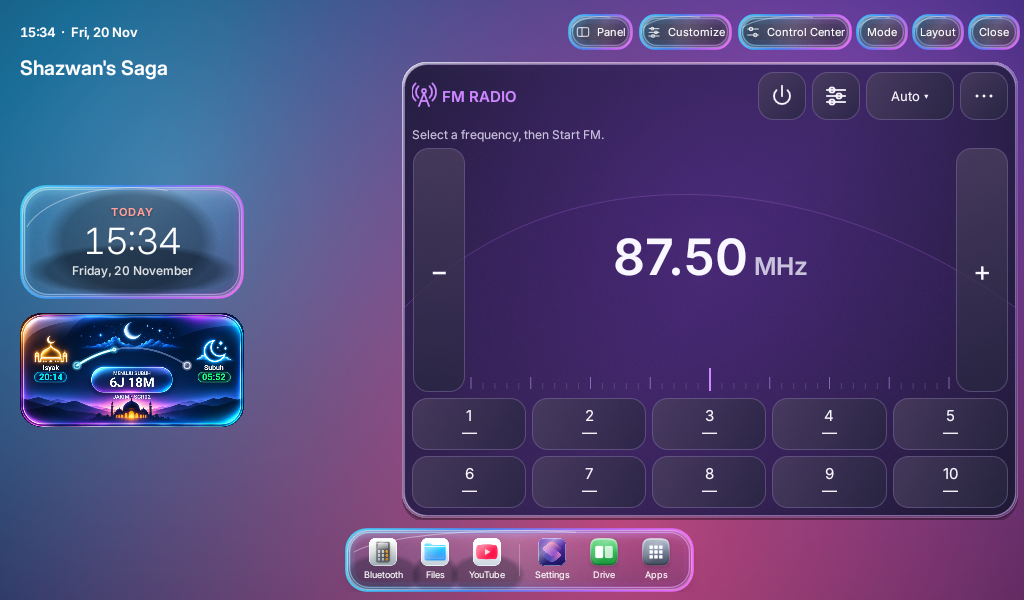 15:34 · Fri, 20 Nov
Shazwan's Saga
Panel
Customize
Control Center
Mode
Layout
Close
FM RADIO
Auto ▾
Select a frequency, then Start FM.
TODAY
15:34
Friday, 20 November
Isyak
20:14
MENUJU SUBUH
6J 18M
Subuh
05:52
−
87.50 MHz
+
1
—
2
—
3
—
4
—
5
—
6
—
7
—
8
—
9
—
10
—
Bluetooth
Files
YouTube
Settings
Drive
Apps